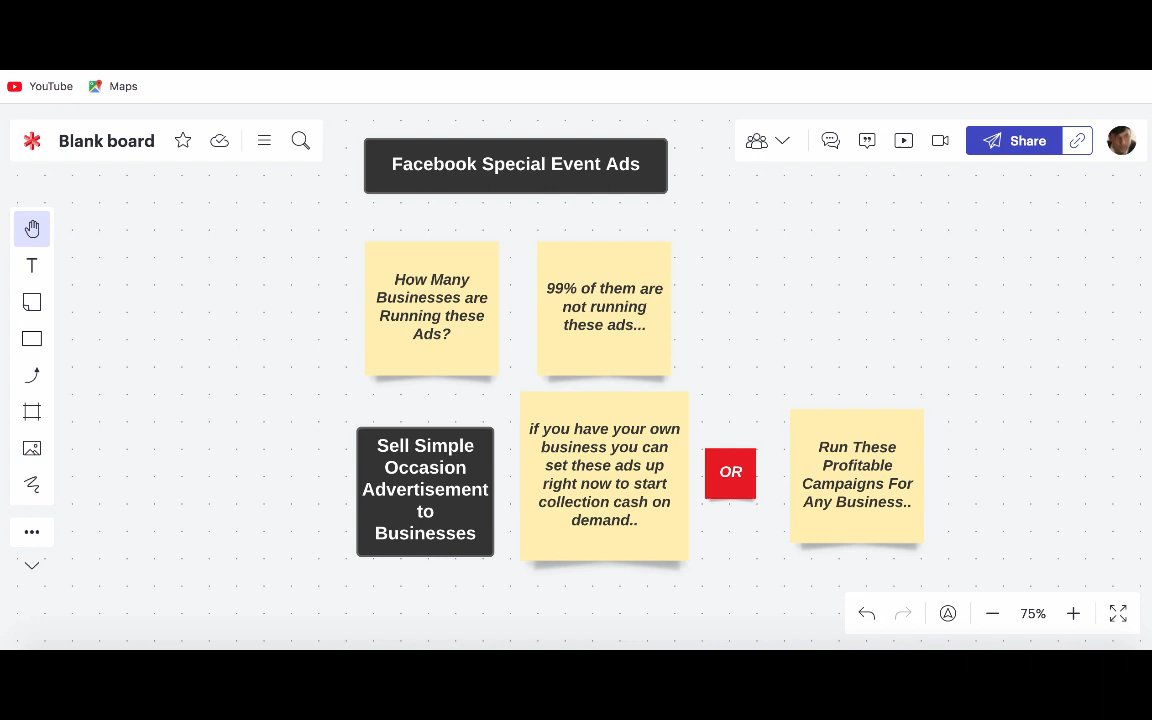 YouTube
Maps
Blank board
Share
Facebook Special Event Ads
How Many
Businesses are
Running these
Ads?
99% of them are
not running
these ads...
Sell Simple
Occasion
Advertisement
to
Businesses
if you have your own
business you can
set these ads up
right now to start
collection cash on
demand..
OR
Run These
Profitable
Campaigns For
Any Business..
75%